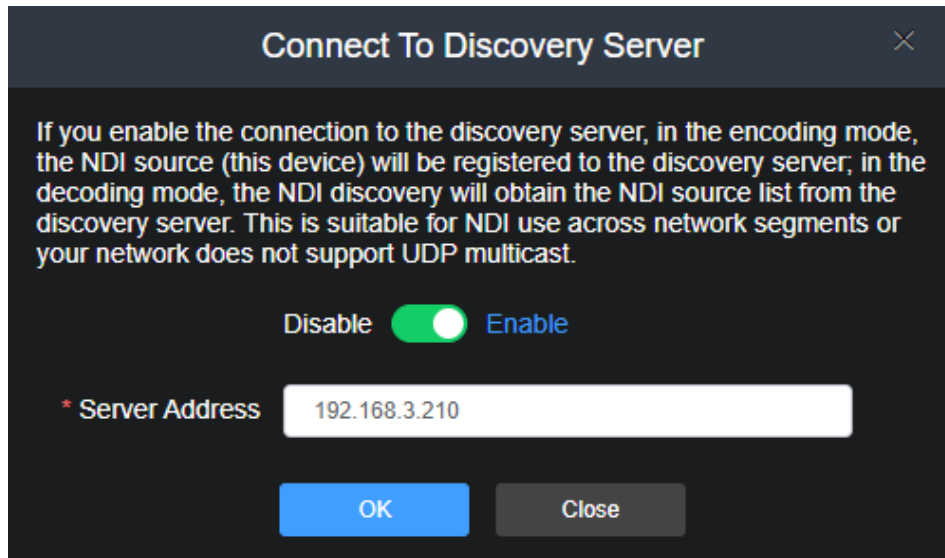 Connect To Discovery Server
If you enable the connection to the discovery server, in the encoding mode,
the NDI source (this device) will be registered to the discovery server; in the
decoding mode, the NDI discovery will obtain the NDI source list from the
discovery server. This is suitable for NDI use across network segments or
your network does not support UDP multicast.
Disable Enable
* Server Address 192.168.3.210
OK Close